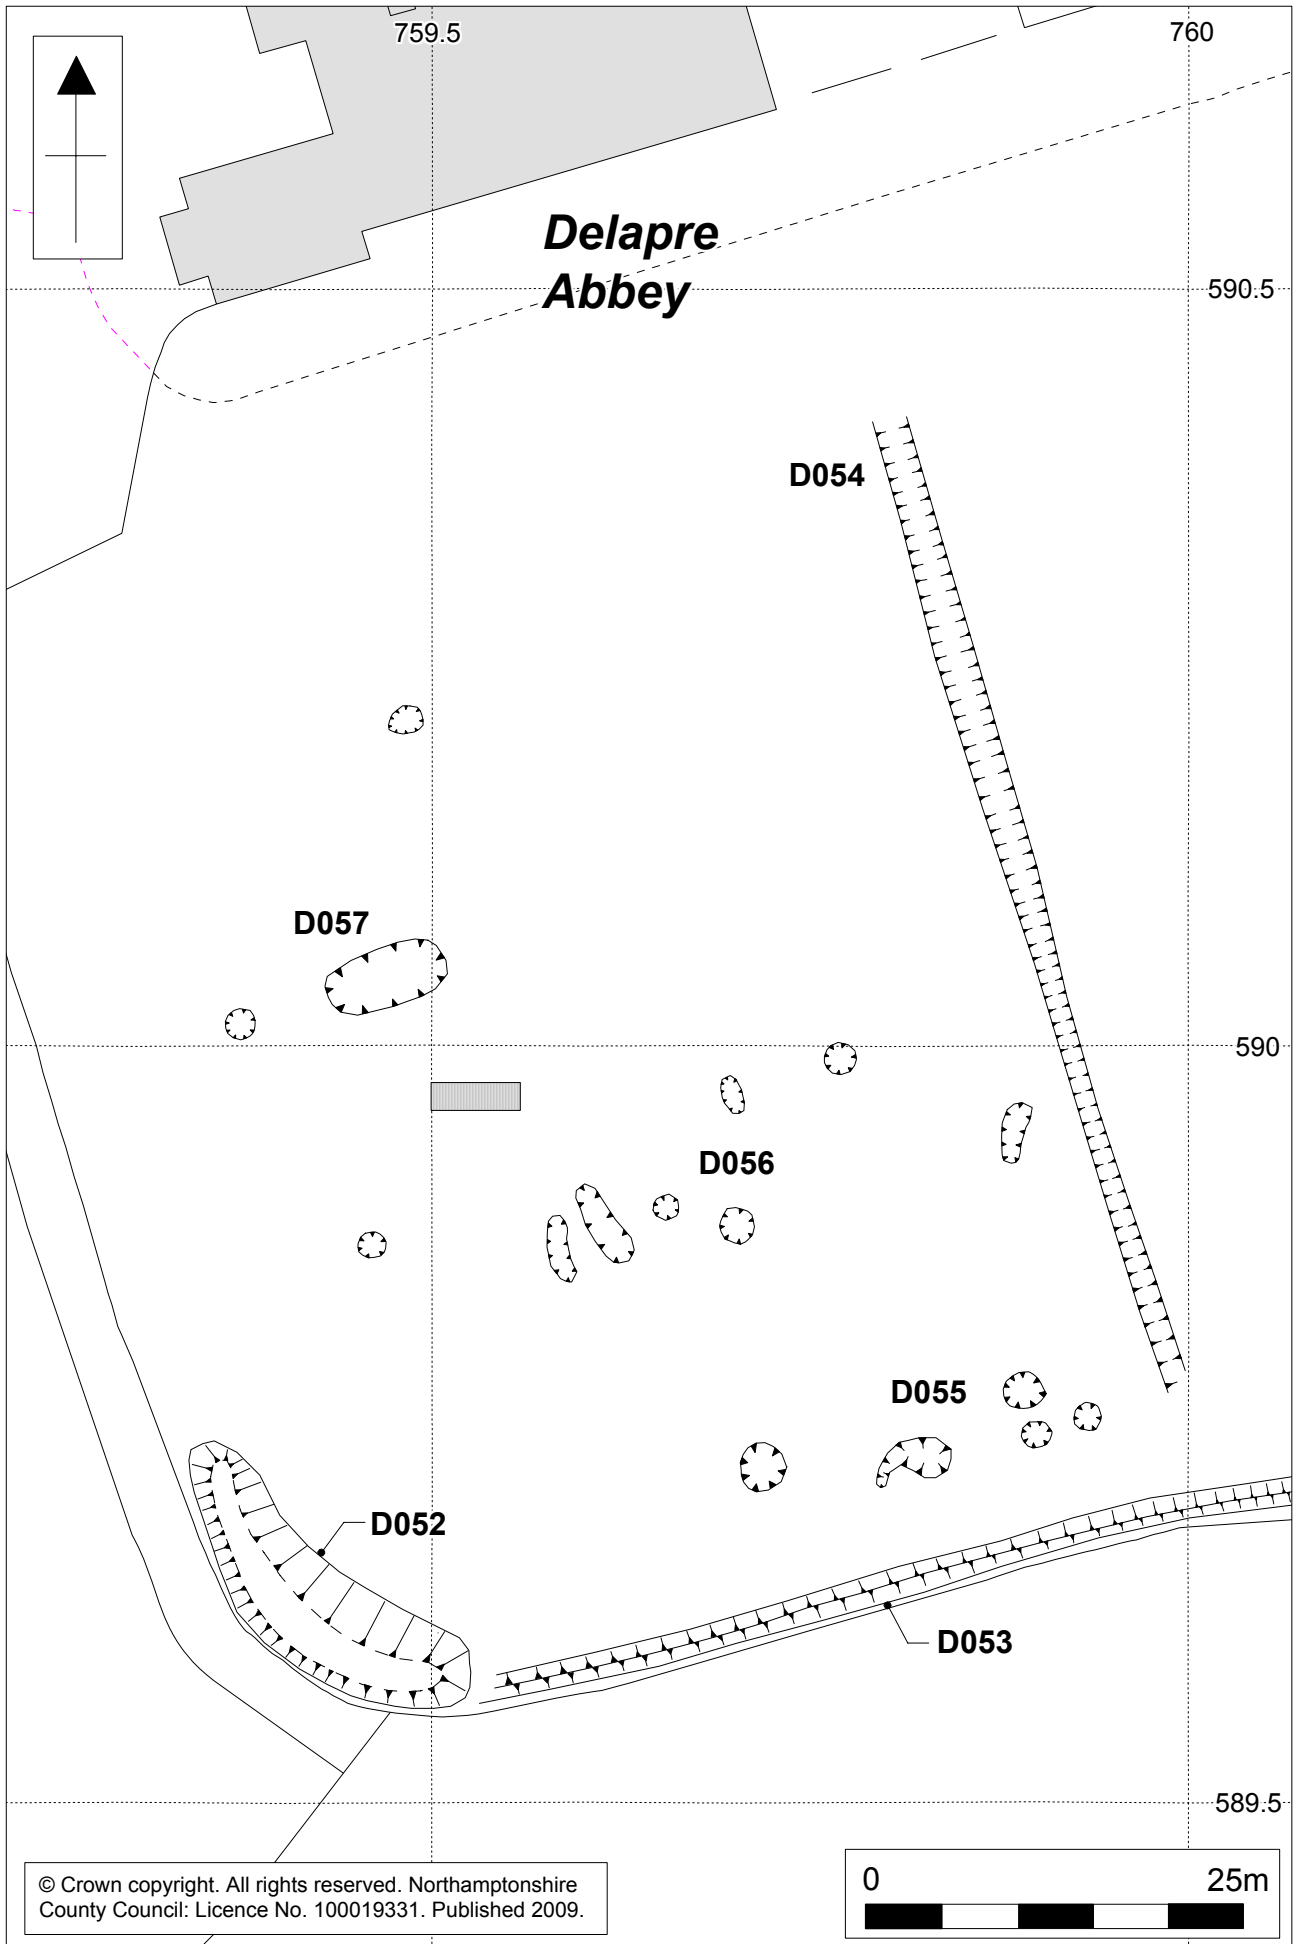 759.5
760
Delapre
Abbey
590.5
D054
D057
590
D056
D055
D052
D053
589.5
© Crown copyright. All rights reserved. Northamptonshire
County Council: Licence No. 100019331. Published 2009.
0 25m